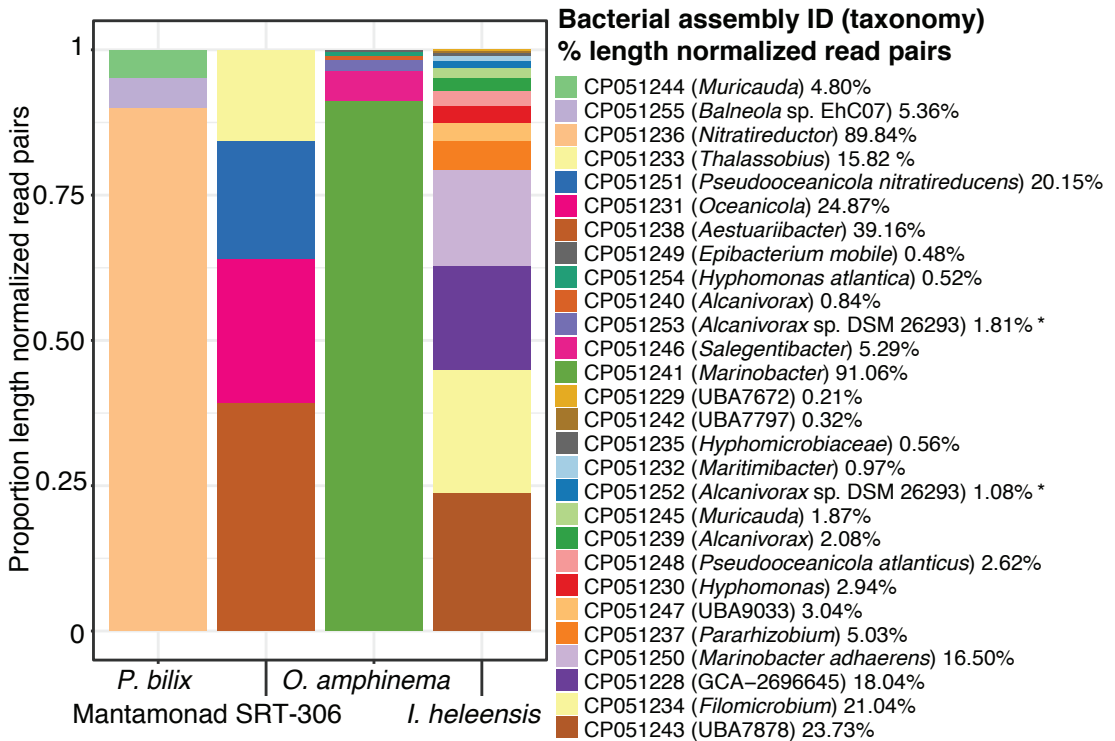 Bacterial assembly ID (taxonomy)
% length normalized read pairs
Proportion length normalized read pairs
1
0.75
0.50
0.25
0
P. bilix
O. amphinema
Mantamonad SRT-306
I. heleensis
CP051244 (Muricauda) 4.80%
CP051255 (Balneola sp. EhC07) 5.36%
CP051236 (Nitratireductor) 89.84%
CP051233 (Thalassobius) 15.82 %
CP051251 (Pseudooceanicola nitratireducens) 20.15%
CP051231 (Oceanicola) 24.87%
CP051238 (Aestuariibacter) 39.16%
CP051249 (Epibacterium mobile) 0.48%
CP051254 (Hyphomonas atlantica) 0.52%
CP051240 (Alcanivorax) 0.84%
CP051253 (Alcanivorax sp. DSM 26293) 1.81% *
CP051246 (Salegentibacter) 5.29%
CP051241 (Marinobacter) 91.06%
CP051229 (UBA7672) 0.21%
CP051242 (UBA7797) 0.32%
CP051235 (Hyphomicrobiaceae) 0.56%
CP051232 (Maritimibacter) 0.97%
CP051252 (Alcanivorax sp. DSM 26293) 1.08% *
CP051245 (Muricauda) 1.87%
CP051239 (Alcanivorax) 2.08%
CP051248 (Pseudooceanicola atlanticus) 2.62%
CP051230 (Hyphomonas) 2.94%
CP051247 (UBA9033) 3.04%
CP051237 (Pararhizobium) 5.03%
CP051250 (Marinobacter adhaerens) 16.50%
CP051228 (GCA−2696645) 18.04%
CP051234 (Filomicrobium) 21.04%
CP051243 (UBA7878) 23.73%